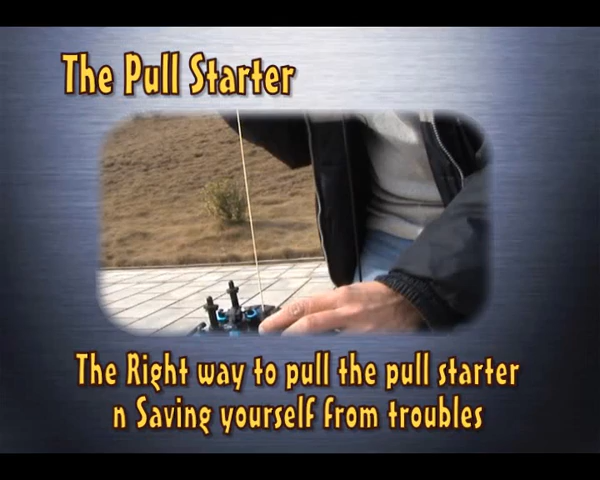 The Pull Starter
The Right way to pull the pull starter
n Saving yourself from troubles